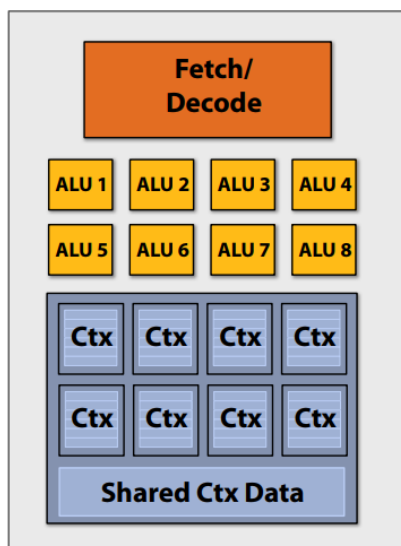 Fetch/
Decode
ALU 1 ALU 2 ALU 3 ALU 4
ALU 5 ALU 6 ALU 7 ALU 8
Ctx Ctx Ctx Ctx
Ctx Ctx Ctx Ctx
Shared Ctx Data